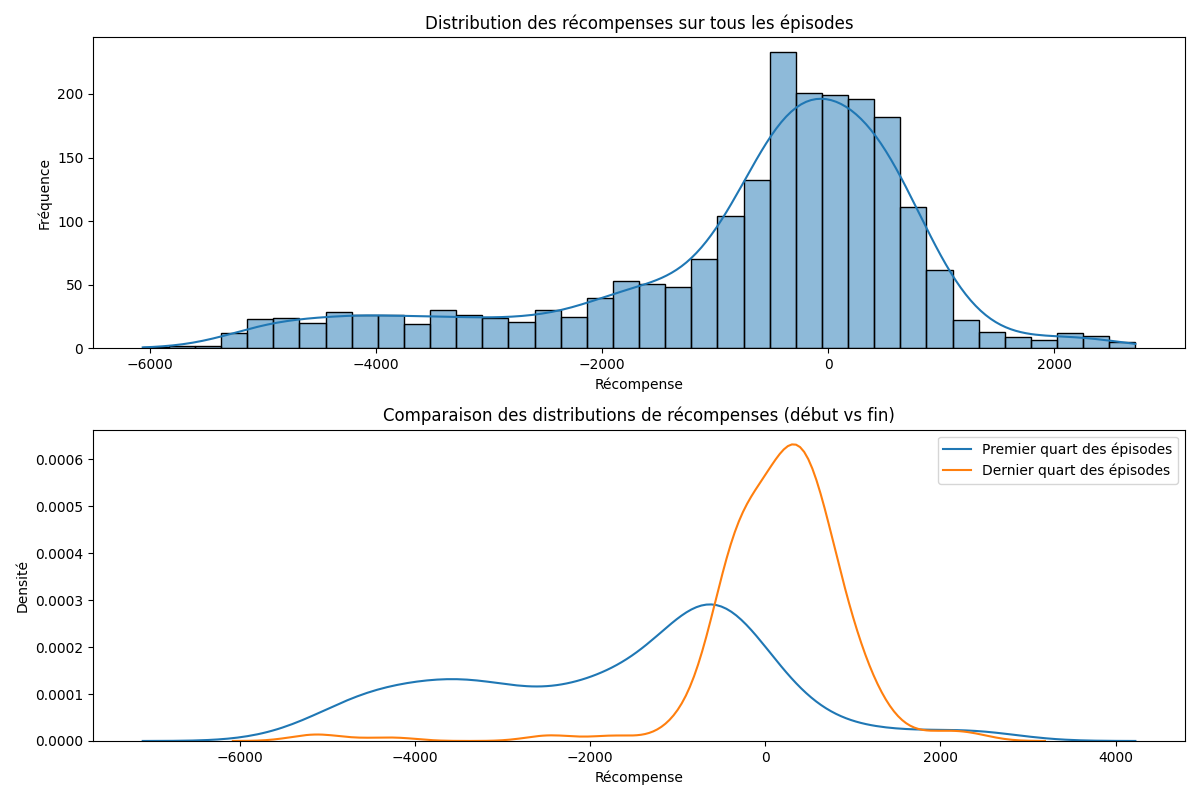 Distribution des récompenses sur tous les épisodes
200
150
100
50
0
Fréquence
−6000 −4000 −2000 0 2000
Récompense
Comparaison des distributions de récompenses (début vs fin)
Premier quart des épisodes
Dernier quart des épisodes
0.0006
0.0005
0.0004
0.0003
0.0002
0.0001
0.0000
Densité
−6000 −4000 −2000 0 2000 4000
Récompense